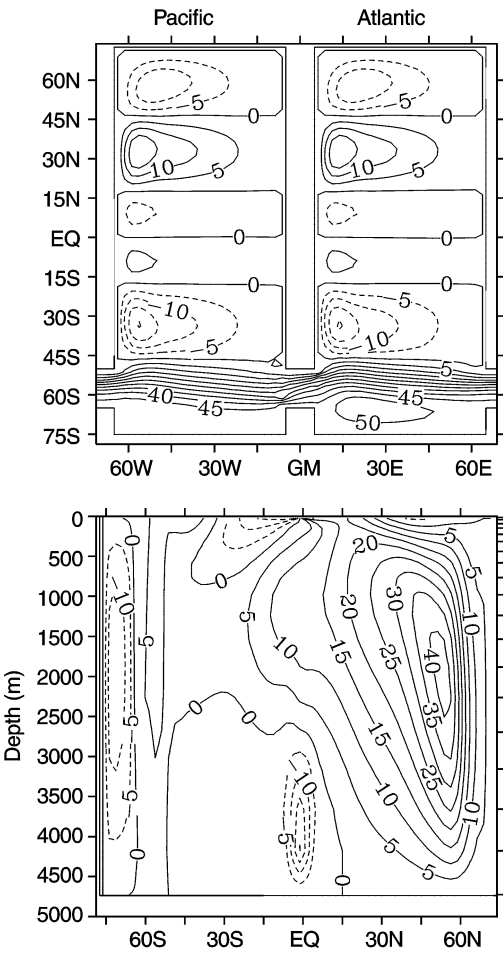 Pacific Atlantic
60N
5 5
45N 0 0
30N
10 5 10 5
15N
EQ 0 0
15S 0 0
30S 10 5
5 10
45S 5
60S 40 45 45
50
75S
60W 30W GM 30E 60E
0
0 20 5
500 0 5
1000 10 5 20 30 10
1500 5 10 15 25 40
2000
2500 5 0 0 15 35
3000 25
3500 5 10 10 10
4000 0 5 5 5
4500 0
5000
Depth (m)
60S 30S EQ 30N 60N